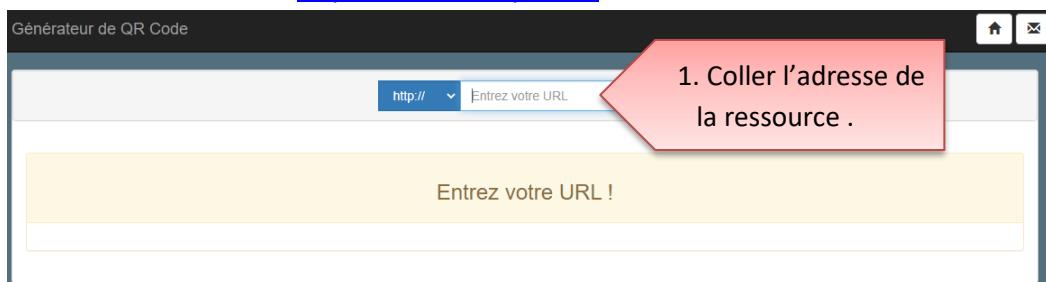 Générateur de QR Code
http://
Entrez votre URL
1. Coller l’adresse de
la ressource .
Entrez votre URL !